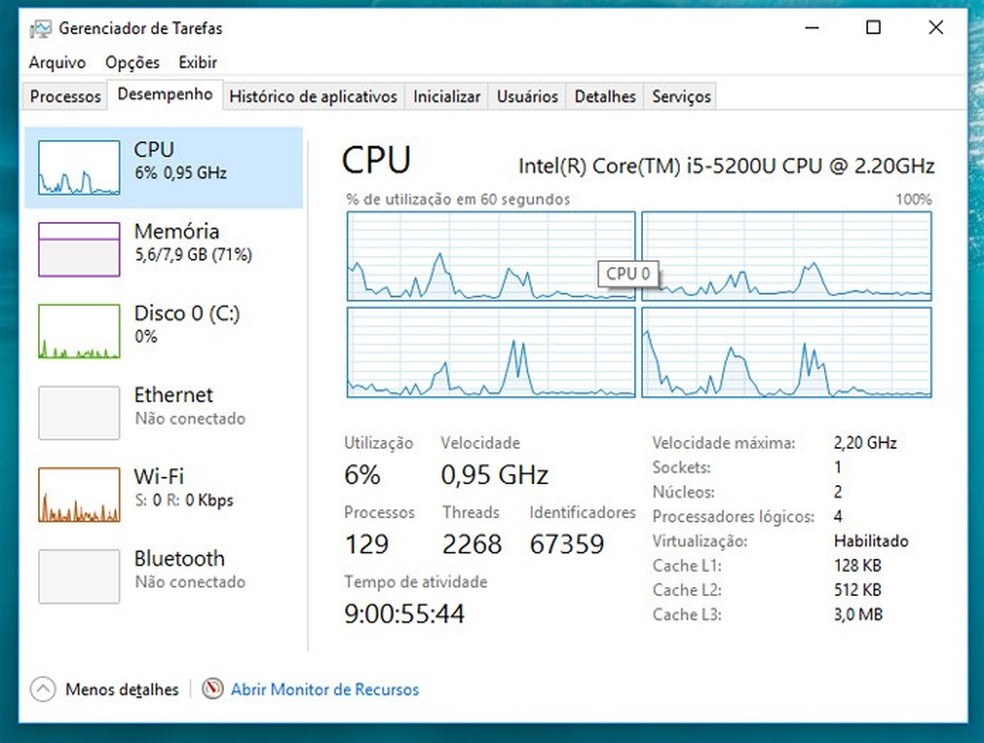 Gerenciador de Tarefas
Arquivo Opções Exibir
Processos Desempenho Histórico de aplicativos Inicializar Usuários Detalhes Serviços
CPU
6% 0,95 GHz
Memória
5,6/7,9 GB (71%)
Disco 0 (C:)
0%
Ethernet
Não conectado
Wi-Fi
S: 0 R: 0 Kbps
Bluetooth
Não conectado
CPU Intel(R) Core(TM) i5-5200U CPU @ 2.20GHz
% de utilização em 60 segundos 100%
CPU 0
Utilização Velocidade
6% 0,95 GHz
Processos Threads Identificadores
129 2268 67359
Tempo de atividade
9:00:55:44
Velocidade máxima: 2,20 GHz
Sockets: 1
Núcleos: 2
Processadores lógicos: 4
Virtualização: Habilitado
Cache L1: 128 KB
Cache L2: 512 KB
Cache L3: 3,0 MB
Menos detalhes Abrir Monitor de Recursos